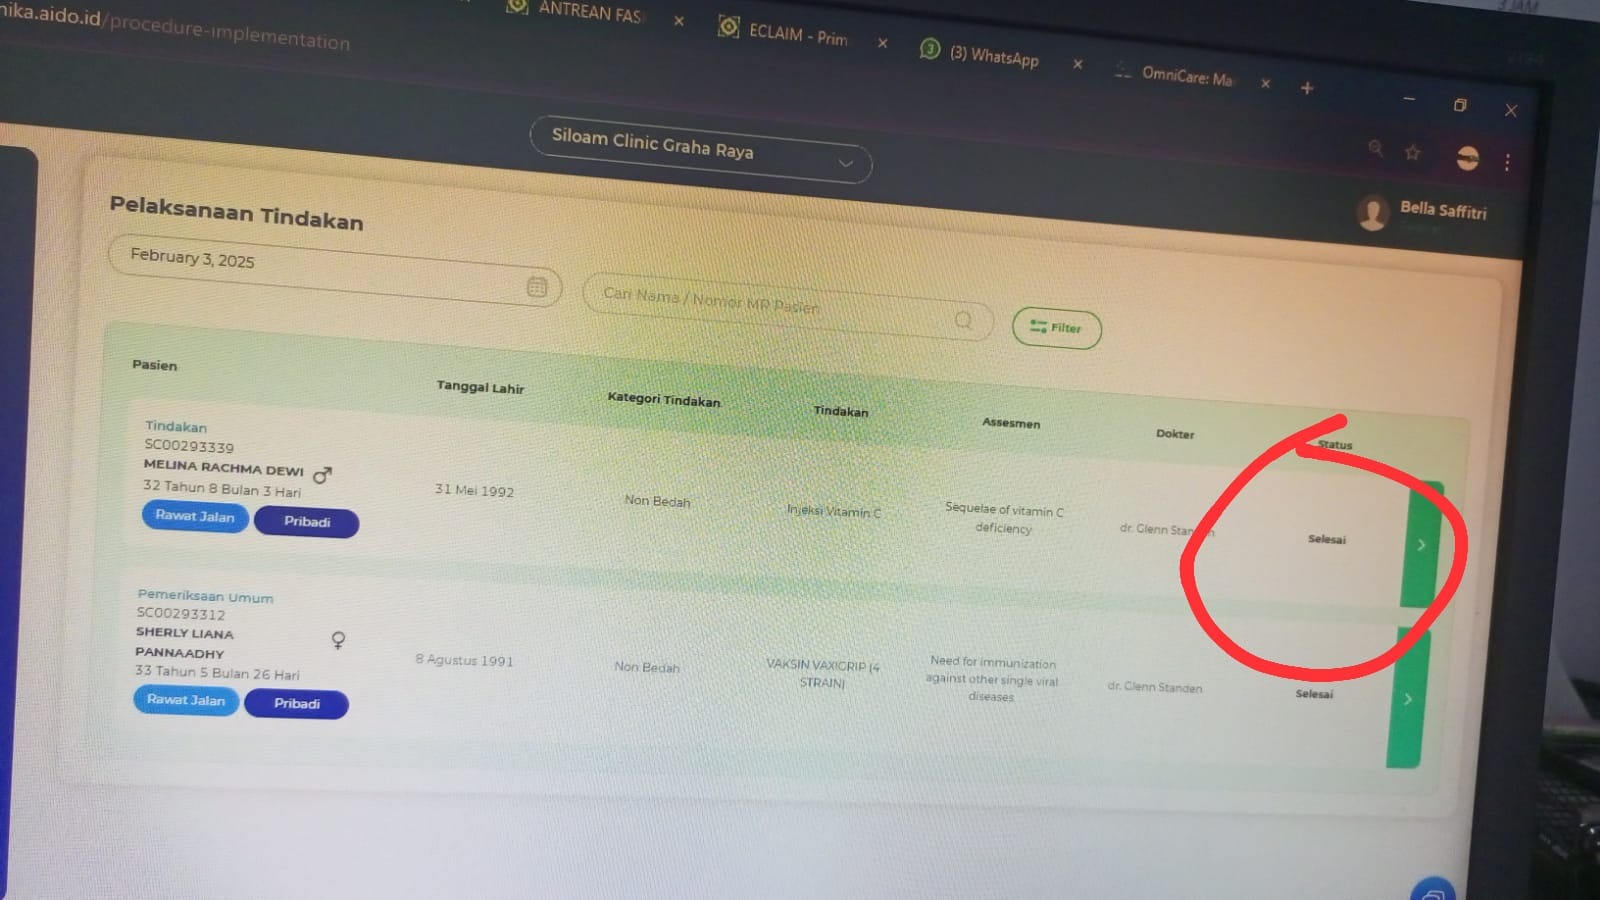 nika.aido.id/procedure-implementation
ANTREAN FAS
ECLAIM - Prim
(3) WhatsApp
OmniCare: Ma
Siloam Clinic Graha Raya
Bella Saffitri
Pelaksanaan Tindakan
February 3, 2025
Cari Nama / Nomor MR Pasien
Filter
Pasien
Tanggal Lahir
Kategori Tindakan
Tindakan
Assesmen
Dokter
Status
Tindakan
SC00293339
MELINA RACHMA DEWI
32 Tahun 8 Bulan 3 Hari
Rawat Jalan
Pribadi
31 Mei 1992
Non Bedah
Injeksi Vitamin C
Sequelae of vitamin C
deficiency
dr. Glenn Standen
Selesai
Pemeriksaan Umum
SC00293312
SHERLY LIANA
PANNAADHY
33 Tahun 5 Bulan 26 Hari
Rawat Jalan
Pribadi
8 Agustus 1991
Non Bedah
VAKSIN VAXIGRIP (4
STRAIN)
Need for immunization
against other single viral
diseases
dr. Glenn Standen
Selesai